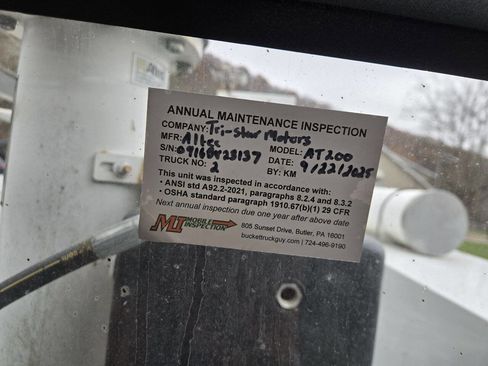 ANNUAL MAINTENANCE INSPECTION
COMPANY: Tri-star Motors
MFR: Altec MODEL: AT200
S/N: 0916BY23137 DATE: 9/22/2025
TRUCK NO: 2 BY: KM
This unit was inspected in accordance with:
• ANSI std A92.2-2021, paragraphs 8.2.4 and 8.3.2
• OSHA standard paragraph 1910.67(b)(1) 29 CFR
Next annual inspection due one year after above date
MI MOBILE INSPECTION
805 Sunset Drive, Butler, PA 16001
buckettruckguy.com | 724-496-9190